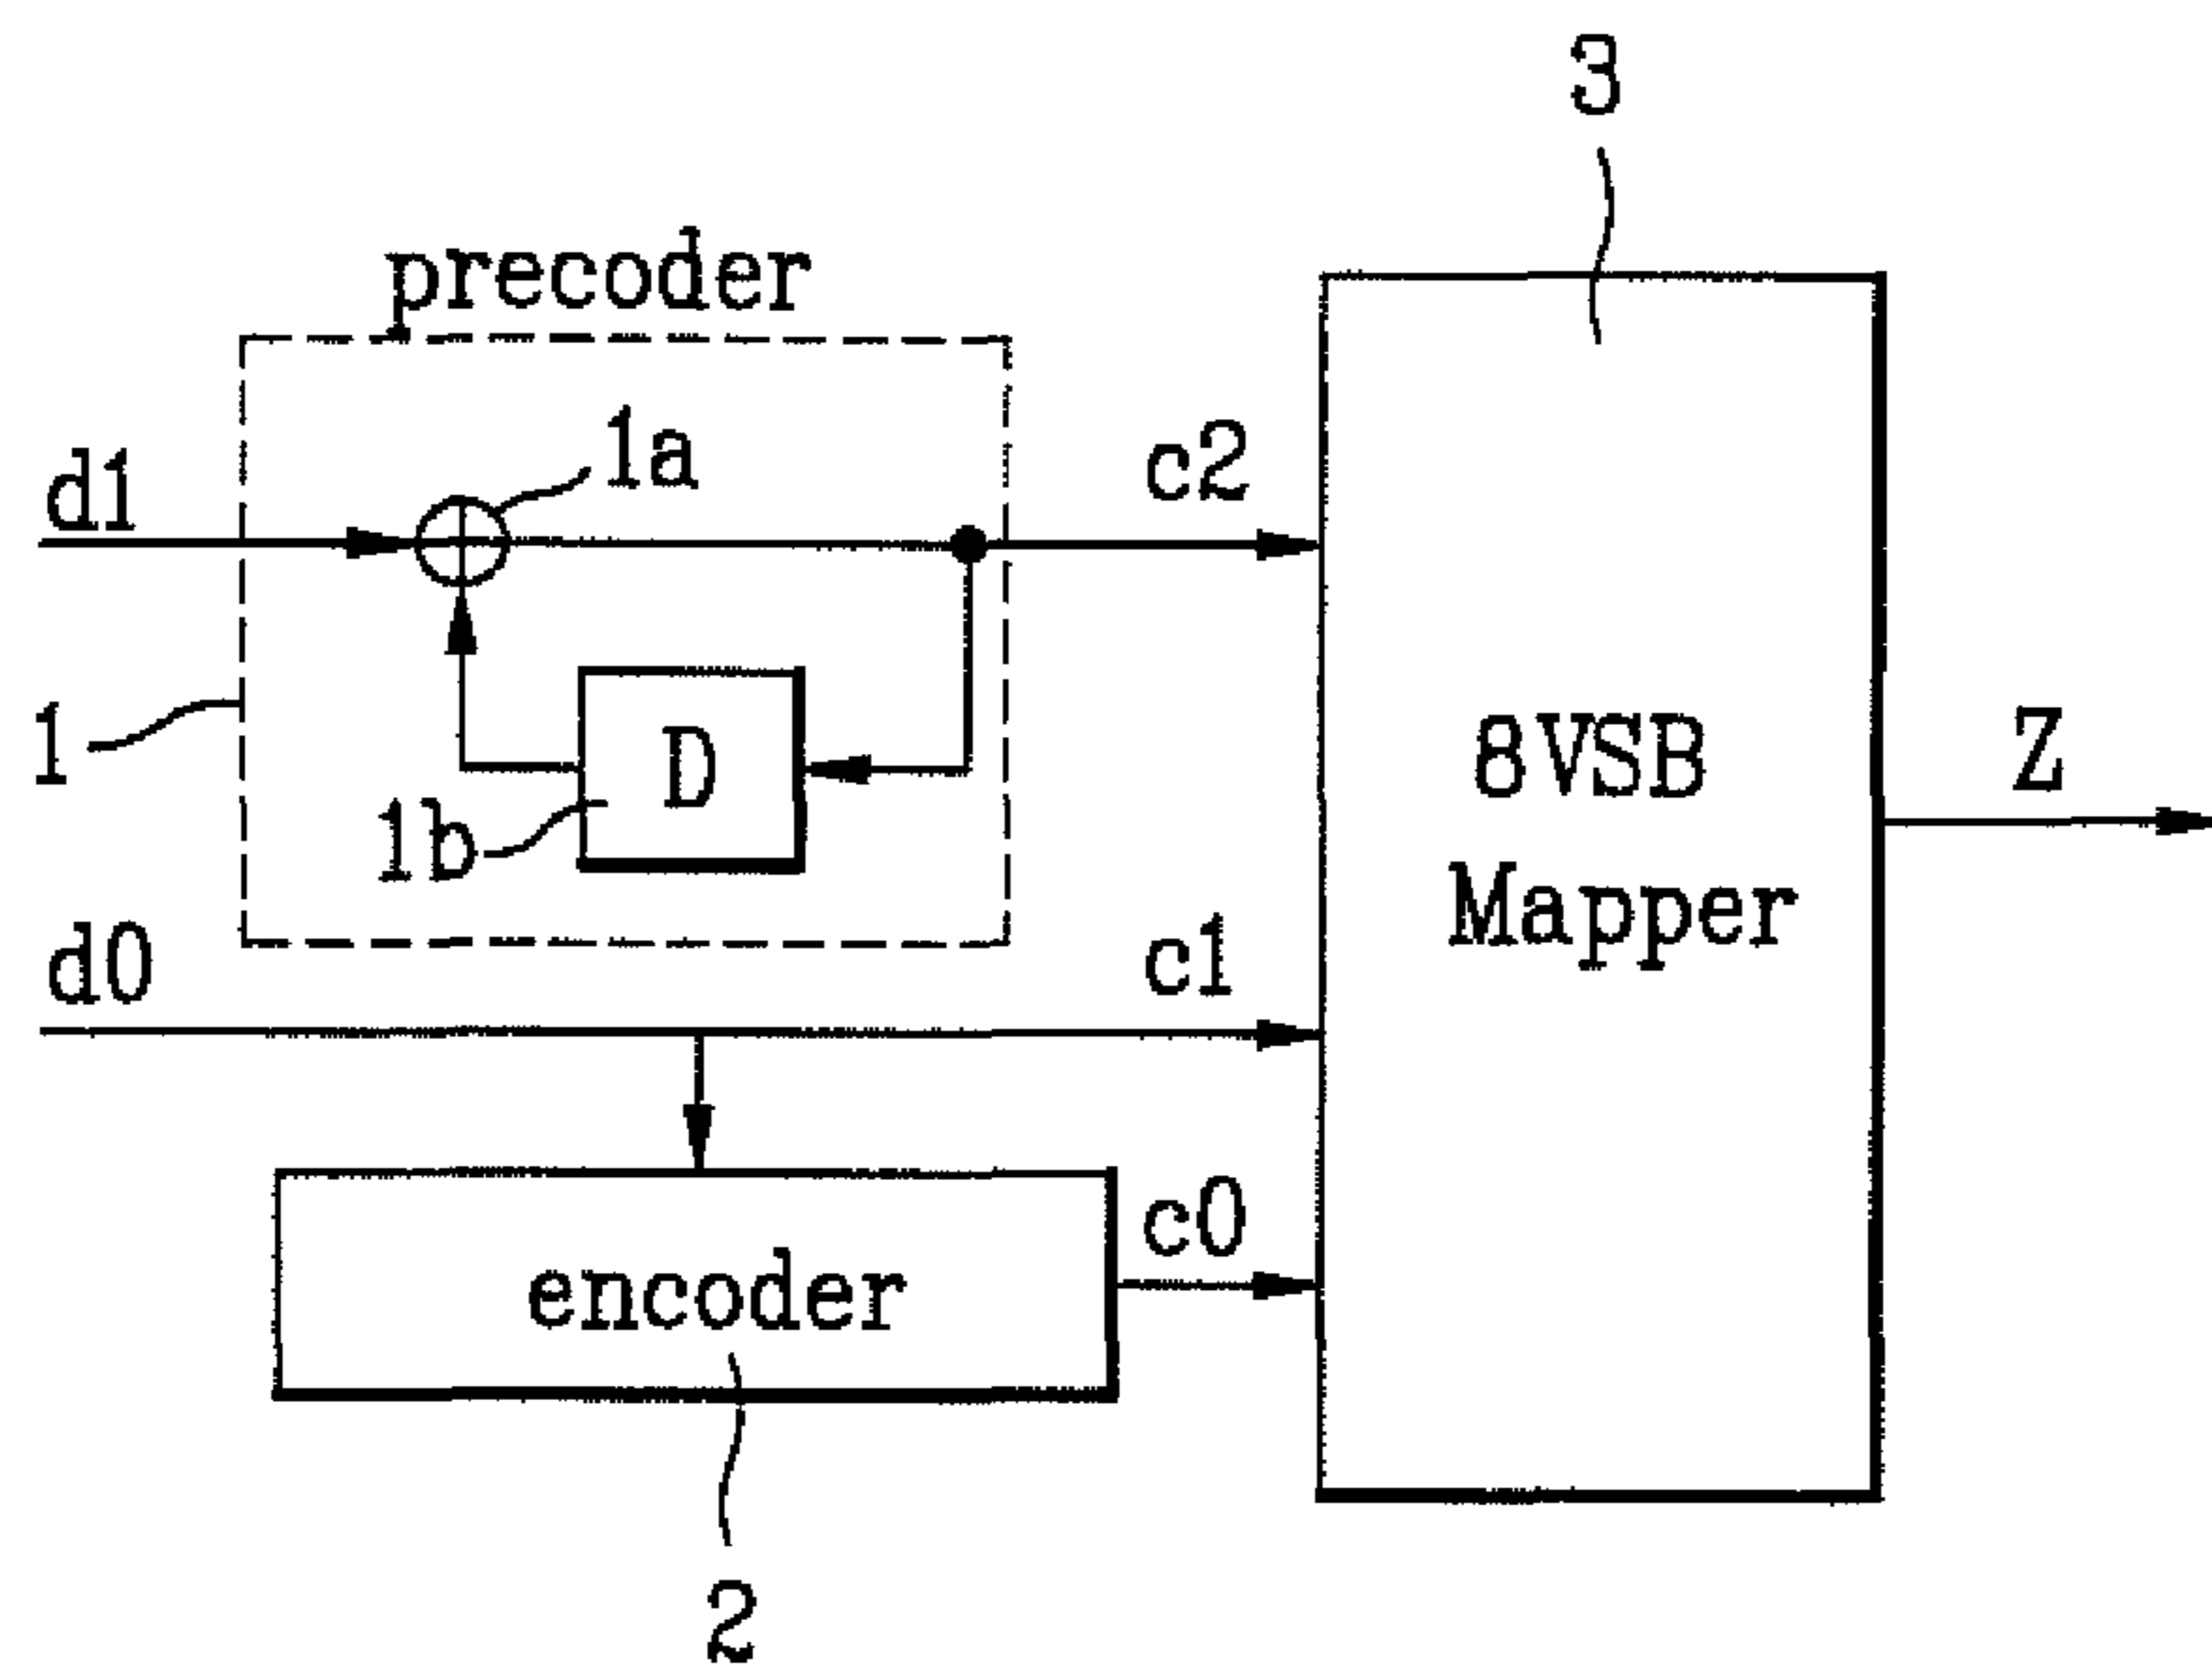 3
precoder
1a
d1
c2
1
D
1b
8VSB
Mapper
Z
d0
c1
c0
encoder
2